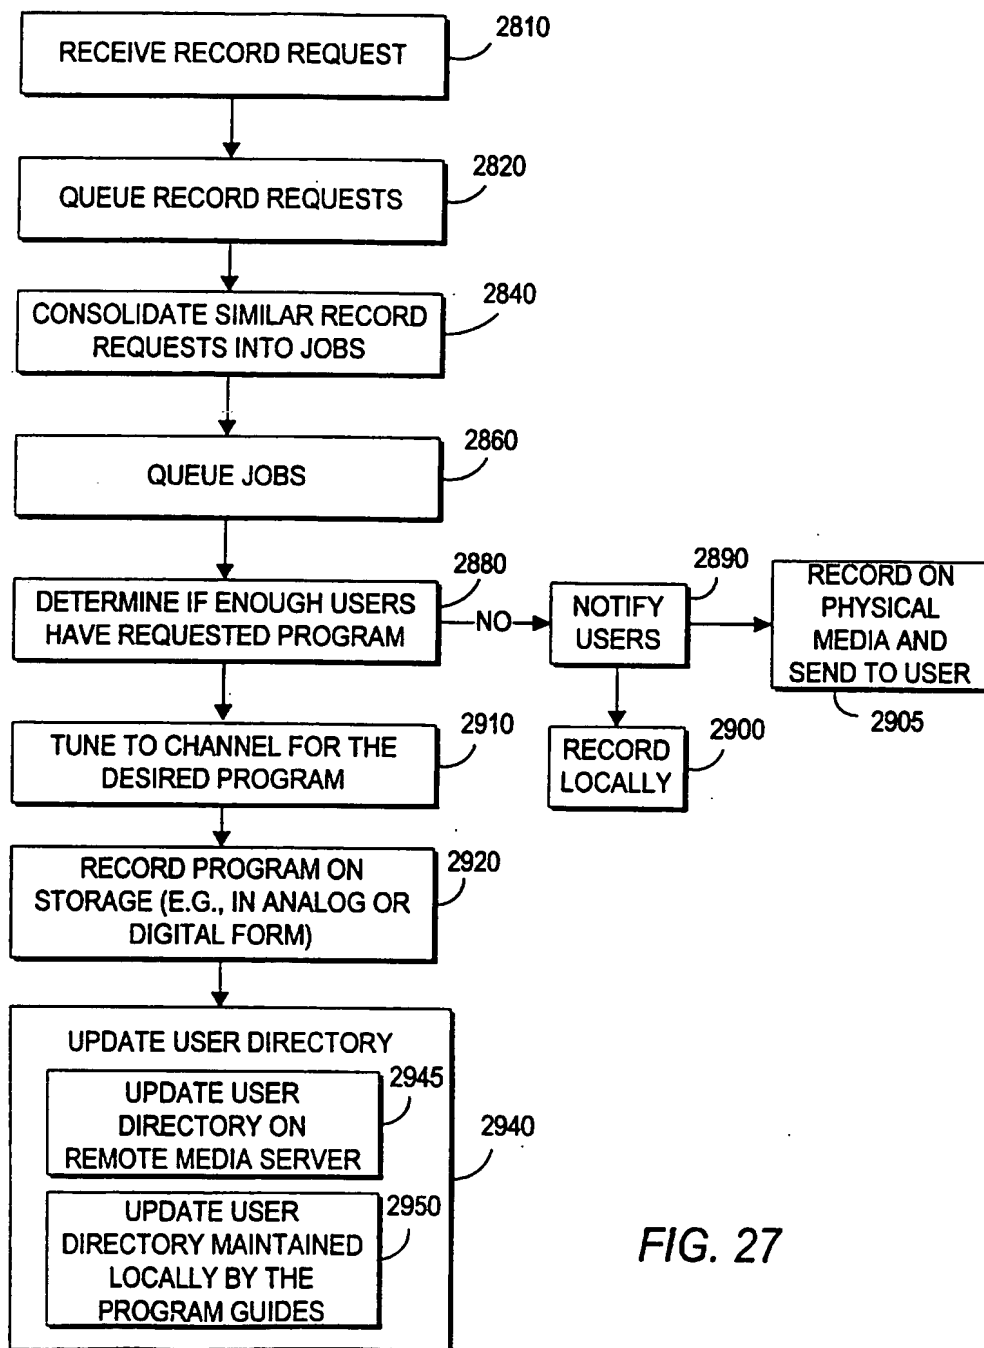 RECEIVE RECORD REQUEST
2810
QUEUE RECORD REQUESTS
2820
CONSOLIDATE SIMILAR RECORD
REQUESTS INTO JOBS
2840
QUEUE JOBS
2860
DETERMINE IF ENOUGH USERS
HAVE REQUESTED PROGRAM
2880
NO
NOTIFY
USERS
2890
RECORD ON
PHYSICAL
MEDIA AND
SEND TO USER
2905
RECORD
LOCALLY
2900
TUNE TO CHANNEL FOR THE
DESIRED PROGRAM
2910
RECORD PROGRAM ON
STORAGE (E.G., IN ANALOG OR
DIGITAL FORM)
2920
UPDATE USER DIRECTORY
2940
UPDATE USER
DIRECTORY ON
REMOTE MEDIA SERVER
2945
UPDATE USER
DIRECTORY MAINTAINED
LOCALLY BY THE
PROGRAM GUIDES
2950
FIG. 27